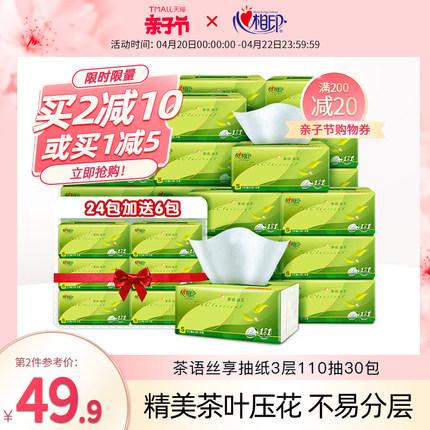 TMALL天猫
亲子节 × 心相印
活动时间：04月20日00:00:00 -04月22日23:59:59
限时限量
买2减10
或买1减5
立即抢购！
满200
减20
亲子节购物券
24包加送6包
茶语丝享抽纸3层110抽30包
第2件参考价：
¥49.9
精美茶叶压花 不易分层